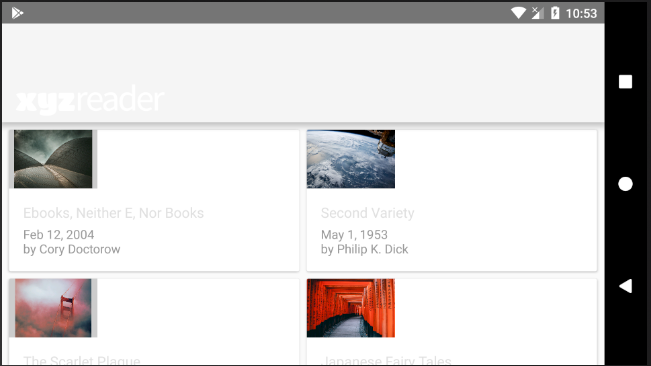 10:53
xyzreader
Ebooks, Neither E, Nor Books
Feb 12, 2004
by Cory Doctorow
Second Variety
May 1, 1953
by Philip K. Dick
The Scarlet Plague
Japanese Fairy Tales